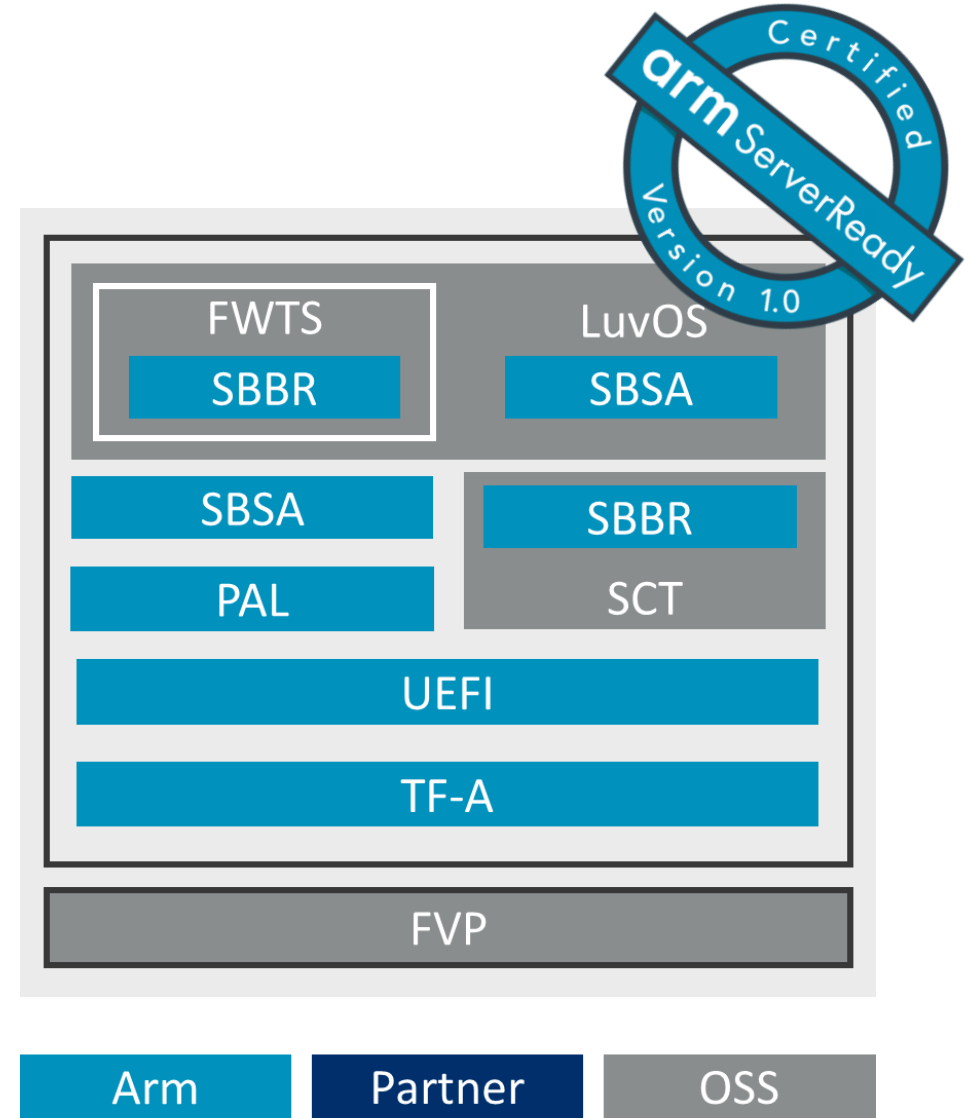 Certified
arm ServerReady
Version 1.0
FWTS
LuvOS
SBBR
SBSA
SBSA
SBBR
PAL
SCT
UEFI
TF-A
FVP
Arm
Partner
OSS